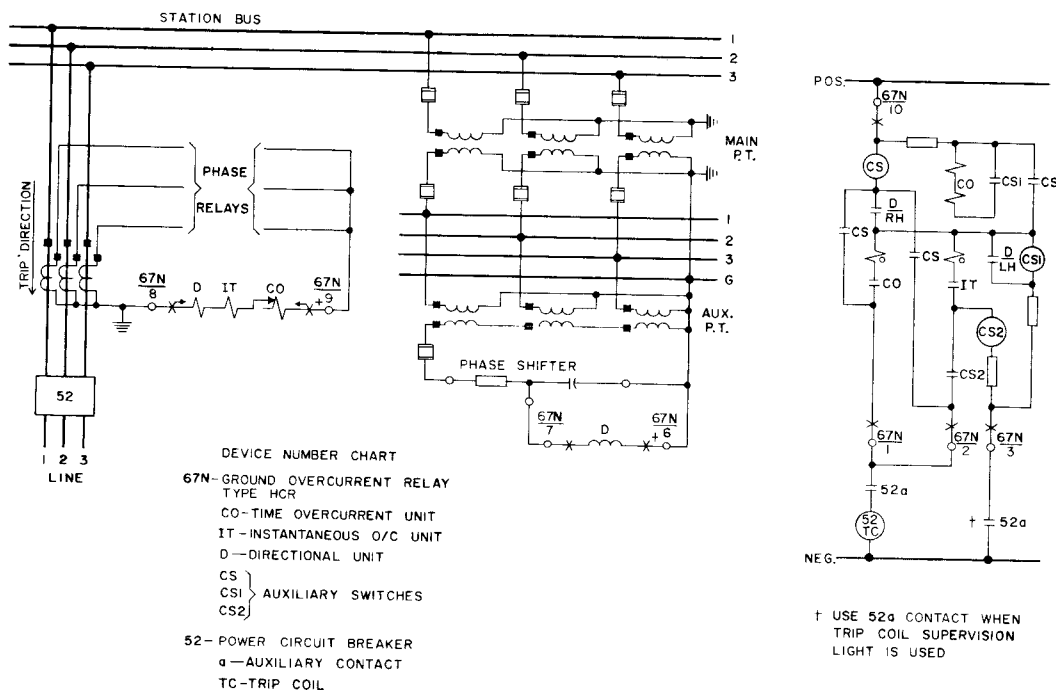 STATION BUS
1
2
3
MAIN
P.T.
PHASE
RELAYS
TRIP DIRECTION
67N
8
D
IT
CO
67N
+9
1
2
3
G
AUX.
P.T.
PHASE SHIFTER
67N
7
D
67N
+6
52
1 2 3
LINE
DEVICE NUMBER CHART
67N-GROUND OVERCURRENT RELAY
TYPE HCR
CO-TIME OVERCURRENT UNIT
IT-INSTANTANEOUS O/C UNIT
D-DIRECTIONAL UNIT
CS
CS1
CS2
AUXILIARY SWITCHES
52-POWER CIRCUIT BREAKER
a-AUXILIARY CONTACT
TC-TRIP COIL
POS.
67N
10
CS
CO
CS1
CS
D
RH
CS
CO
CS
IT
D
LH
CS1
CS2
CS2
67N
1
67N
2
67N
3
52a
52
TC
† 52a
NEG.
† USE 52a CONTACT WHEN
TRIP COIL SUPERVISION
LIGHT IS USED